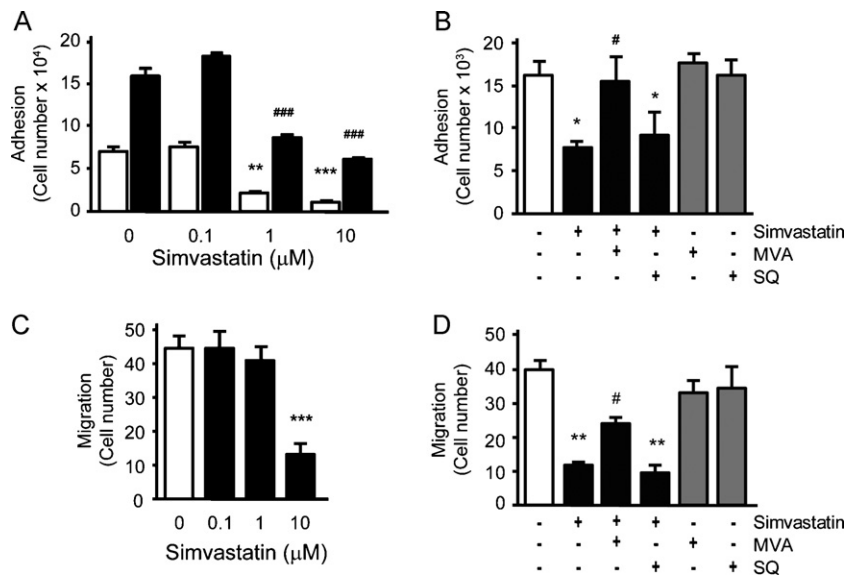 A
Adhesion
(Cell number x 10⁴)
20
15
10
5
0
** ### *** ###
0 0.1 1 10
Simvastatin (μM)
B
Adhesion
(Cell number x 10³)
20
15
10
5
0
* # *
- + + + - - Simvastatin
- - + - + - MVA
- - - + - + SQ
C
Migration
(Cell number)
50
40
30
20
10
0
***
0 0.1 1 10
Simvastatin (μM)
D
Migration
(Cell number)
50
40
30
20
10
0
** # **
- + + + - - Simvastatin
- - + - + - MVA
- - - + - + SQ